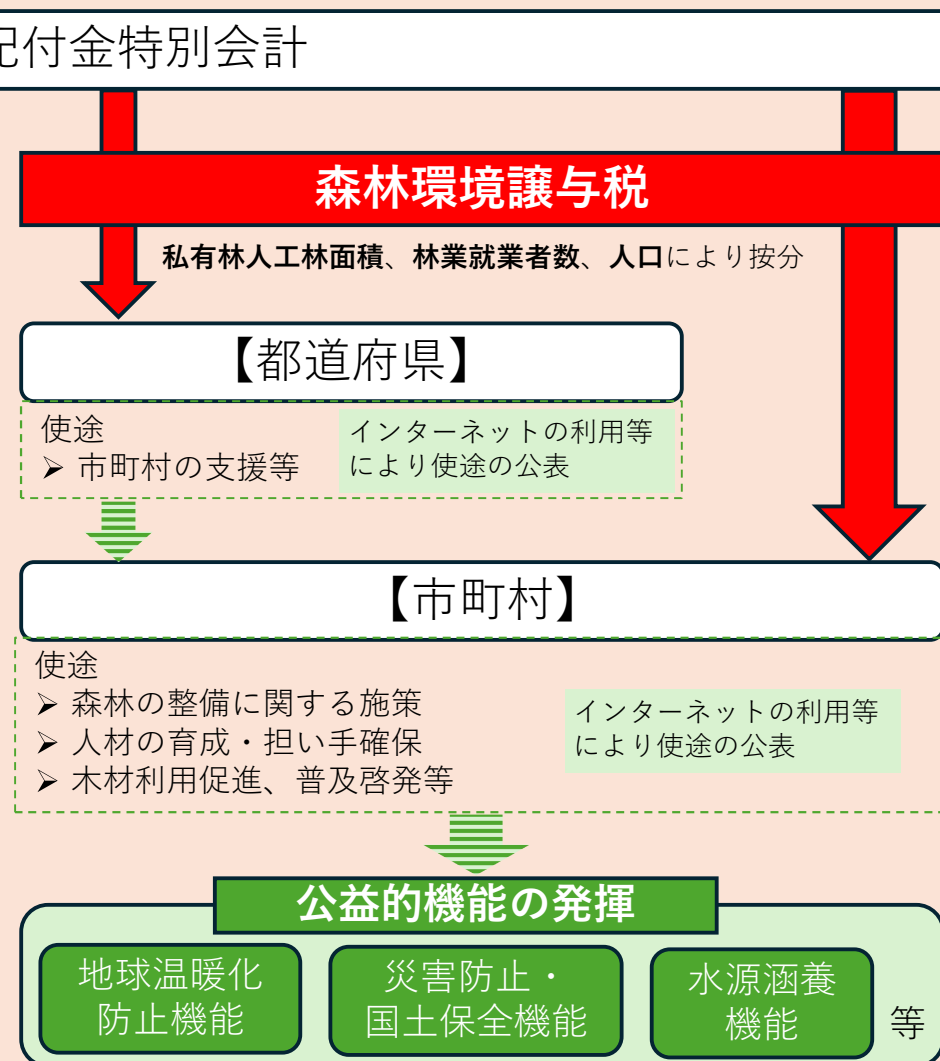 配付金特別会計
森林環境譲与税
私有林人工林面積、林業就業者数、人口により按分
【都道府県】
使途
➢ 市町村の支援等
インターネットの利用等
により使途の公表
【市町村】
使途
➢ 森林の整備に関する施策
➢ 人材の育成・担い手確保
➢ 木材利用促進、普及啓発等
インターネットの利用等
により使途の公表
公益的機能の発揮
地球温暖化
防止機能
災害防止・
国土保全機能
水源涵養
機能
等